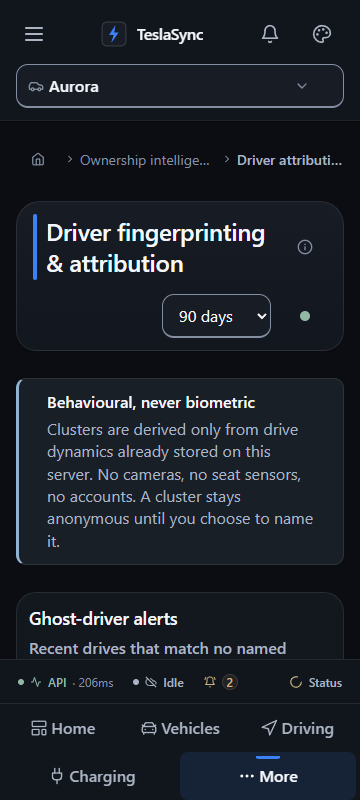 TeslaSync
Aurora
Ownership intellige...
Driver attributi...
Driver fingerprinting
& attribution
90 days
Behavioural, never biometric
Clusters are derived only from drive
dynamics already stored on this
server. No cameras, no seat sensors,
no accounts. A cluster stays
anonymous until you choose to name
it.
Ghost-driver alerts
Recent drives that match no named
API · 206ms Idle 2 Status
Home Vehicles Driving
Charging More